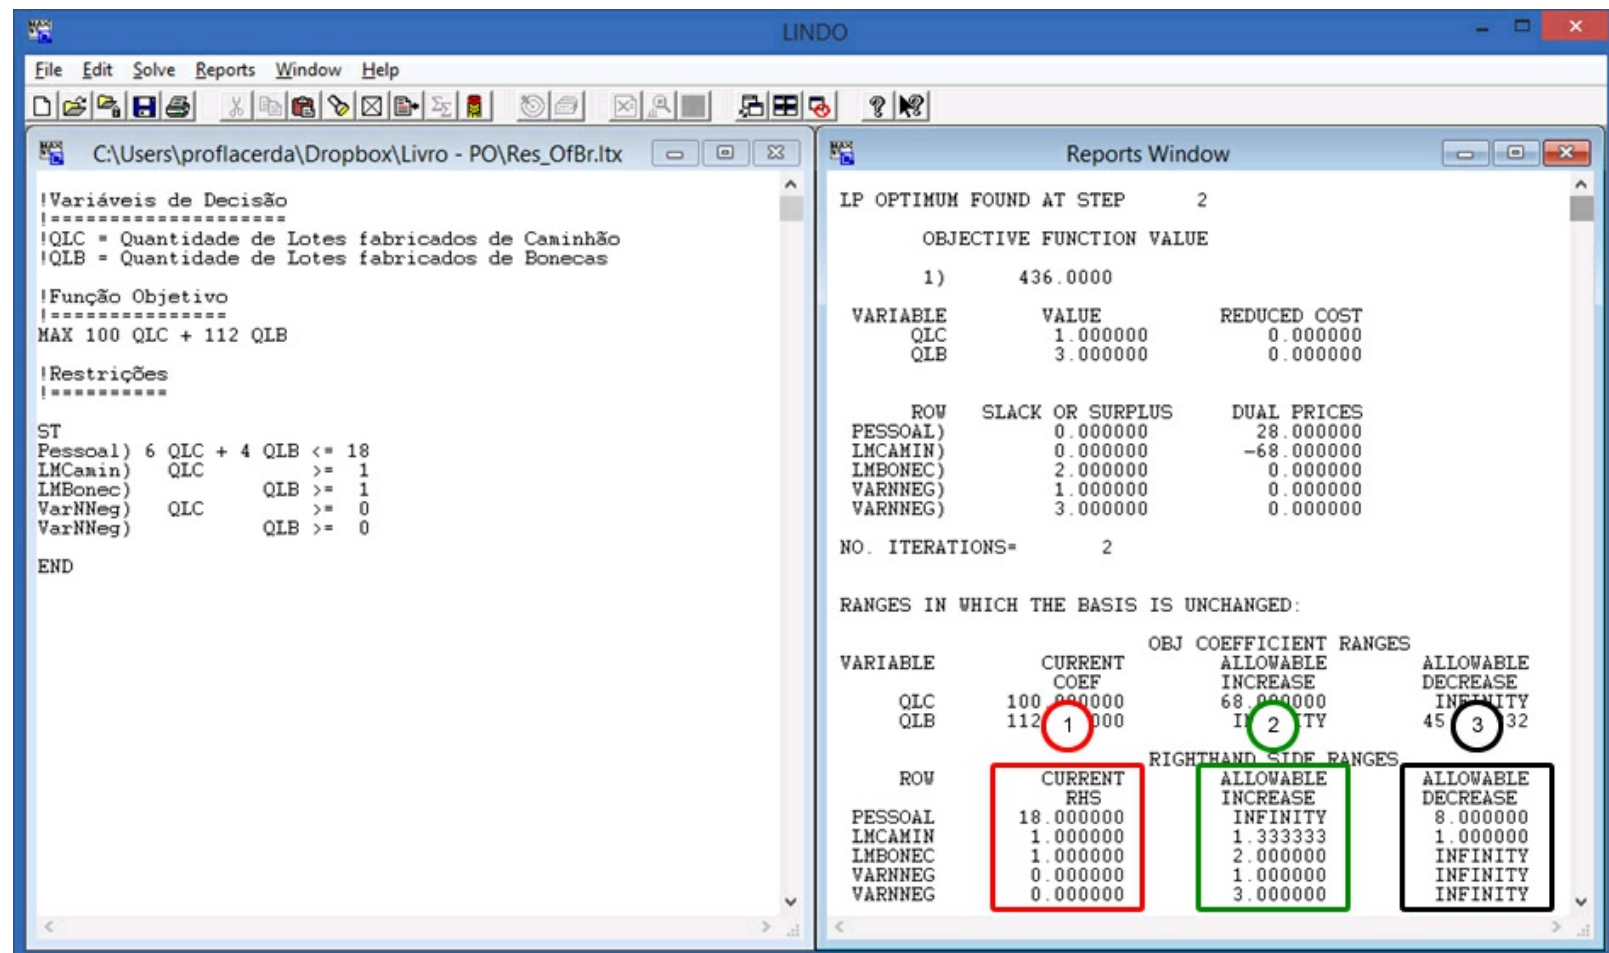 LINDO
File Edit Solve Reports Window Help
C:\Users\proflacerda\Dropbox\Livro - PO\Res_OfBr.ltx
!Variáveis de Decisão
!====================
!QLC = Quantidade de Lotes fabricados de Caminhão
!QLB = Quantidade de Lotes fabricados de Bonecas
!Função Objetivo
!===============
MAX 100 QLC + 112 QLB
!Restrições
!==========
ST
Pessoal) 6 QLC + 4 QLB <= 18
LMCamin) QLC >= 1
LMBonec) QLB >= 1
VarNNeg) QLC >= 0
VarNNeg) QLB >= 0
END
Reports Window
LP OPTIMUM FOUND AT STEP 2
OBJECTIVE FUNCTION VALUE
1) 436.0000
VARIABLE VALUE REDUCED COST
QLC 1.000000 0.000000
QLB 3.000000 0.000000
ROW SLACK OR SURPLUS DUAL PRICES
PESSOAL) 0.000000 28.000000
LMCAMIN) 0.000000 -68.000000
LMBONEC) 2.000000 0.000000
VARNNEG) 1.000000 0.000000
VARNNEG) 3.000000 0.000000
NO. ITERATIONS= 2
RANGES IN WHICH THE BASIS IS UNCHANGED:
OBJ COEFFICIENT RANGES
VARIABLE CURRENT ALLOWABLE ALLOWABLE
COEF INCREASE DECREASE
QLC 100.000000 68.000000 INFINITY
QLB
1 2 3
RIGHTHAND SIDE RANGES
ROW CURRENT ALLOWABLE ALLOWABLE
RHS INCREASE DECREASE
PESSOAL 18.000000 INFINITY 8.000000
LMCAMIN 1.000000 1.333333 1.000000
LMBONEC 1.000000 2.000000 INFINITY
VARNNEG 0.000000 1.000000 INFINITY
VARNNEG 0.000000 3.000000 INFINITY